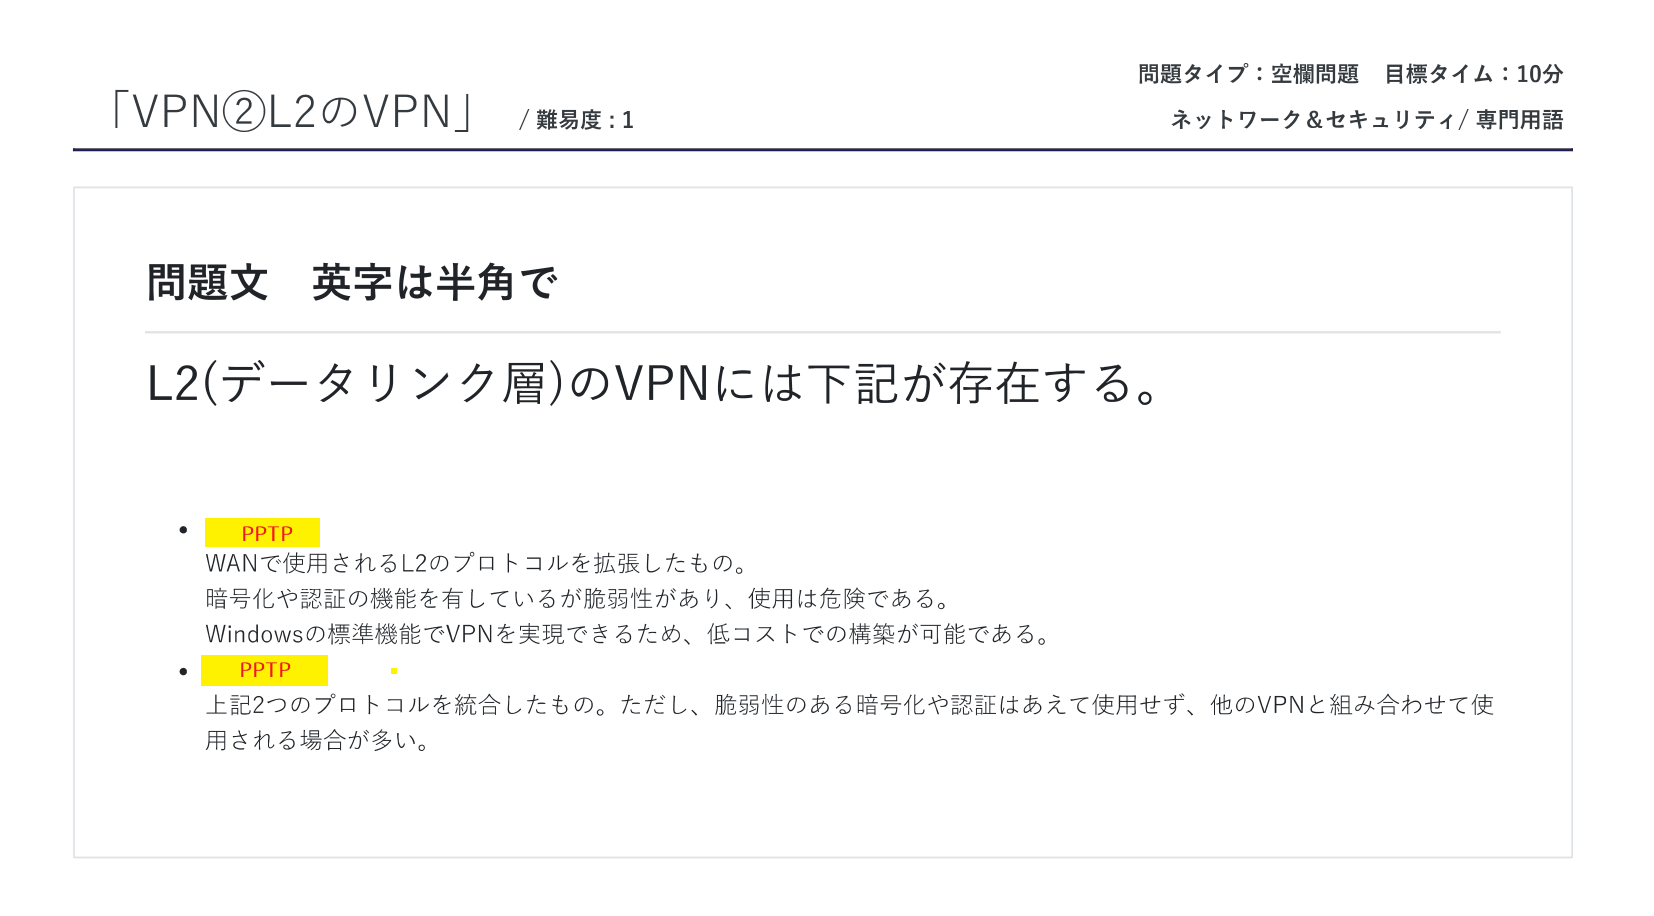 問題タイプ：空欄問題　目標タイム：10分
「VPN②L2のVPN」 / 難易度 : 1
ネットワーク＆セキュリティ/ 専門用語
問題文　英字は半角で
L2(データリンク層)のVPNには下記が存在する。
• PPTP
WANで使用されるL2のプロトコルを拡張したもの。
暗号化や認証の機能を有しているが脆弱性があり、使用は危険である。
Windowsの標準機能でVPNを実現できるため、低コストでの構築が可能である。
• PPTP
上記2つのプロトコルを統合したもの。ただし、脆弱性のある暗号化や認証はあえて使用せず、他のVPNと組み合わせて使
用される場合が多い。